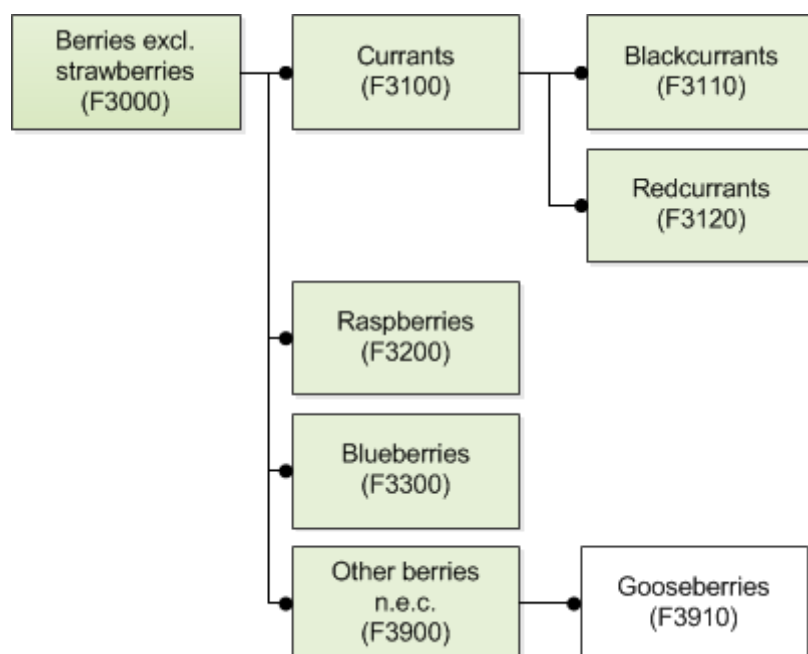 Berries excl.
strawberries
(F3000)
Currants
(F3100)
Blackcurrants
(F3110)
Redcurrants
(F3120)
Raspberries
(F3200)
Blueberries
(F3300)
Other berries
n.e.c.
(F3900)
Gooseberries
(F3910)